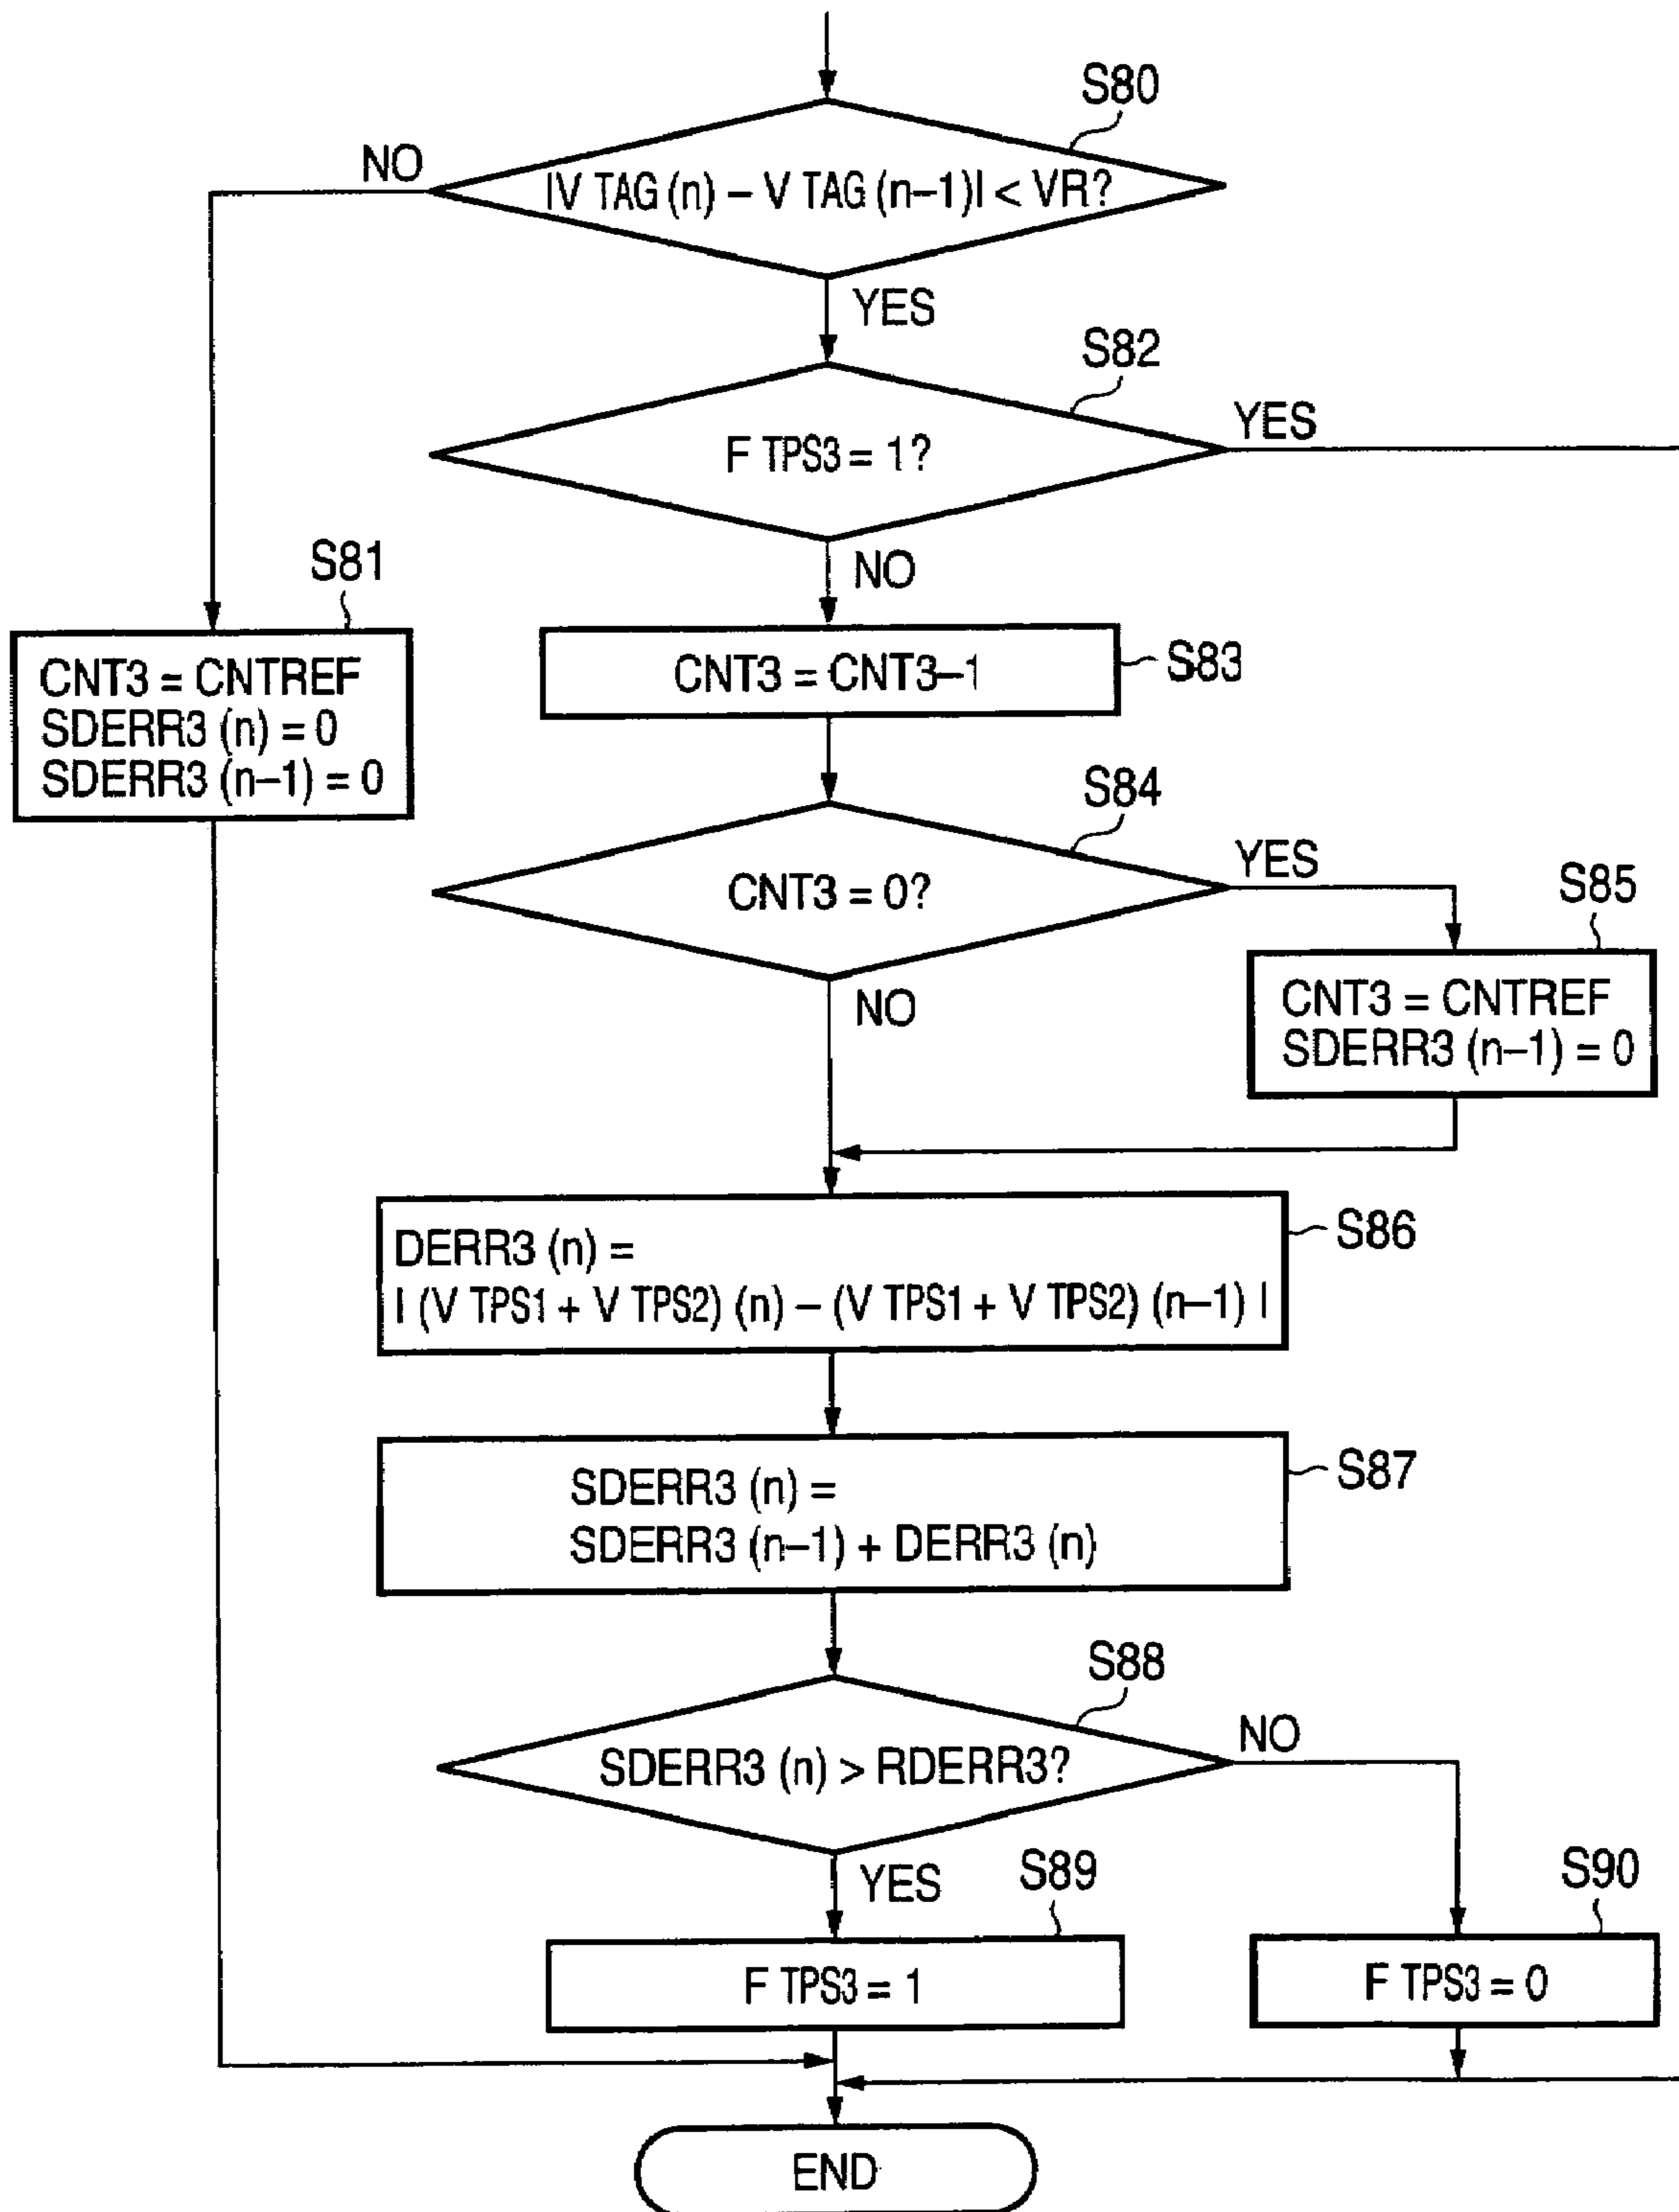 S80
NO
|V TAG (n) – V TAG (n–1)| < VR?
YES
S82
YES
F TPS3 = 1?
NO
S81
CNT3 = CNTREF
SDERR3 (n) = 0
SDERR3 (n–1) = 0
CNT3 = CNT3–1
S83
S84
YES
CNT3 = 0?
NO
S85
CNT3 = CNTREF
SDERR3 (n–1) = 0
DERR3 (n) =
| (V TPS1 + V TPS2) (n) – (V TPS1 + V TPS2) (n–1) |
S86
SDERR3 (n) =
SDERR3 (n–1) + DERR3 (n)
S87
S88
NO
SDERR3 (n) > RDERR3?
YES
S89
S90
F TPS3 = 1
F TPS3 = 0
END